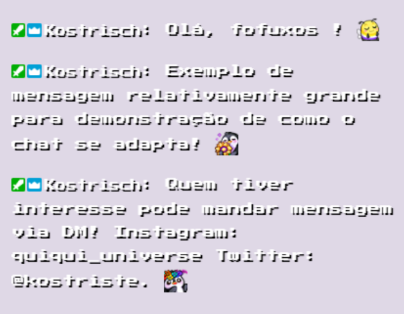 Kostrisch: Olá, fofuxos !
Kostrisch: Exemplo de
mensagem relativamente grande
para demonstração de como o
chat se adapta!
Kostrisch: Quem tiver
interesse pode mandar mensagem
via DM! Instagram:
quiqui_universe Twitter:
@kostriste.